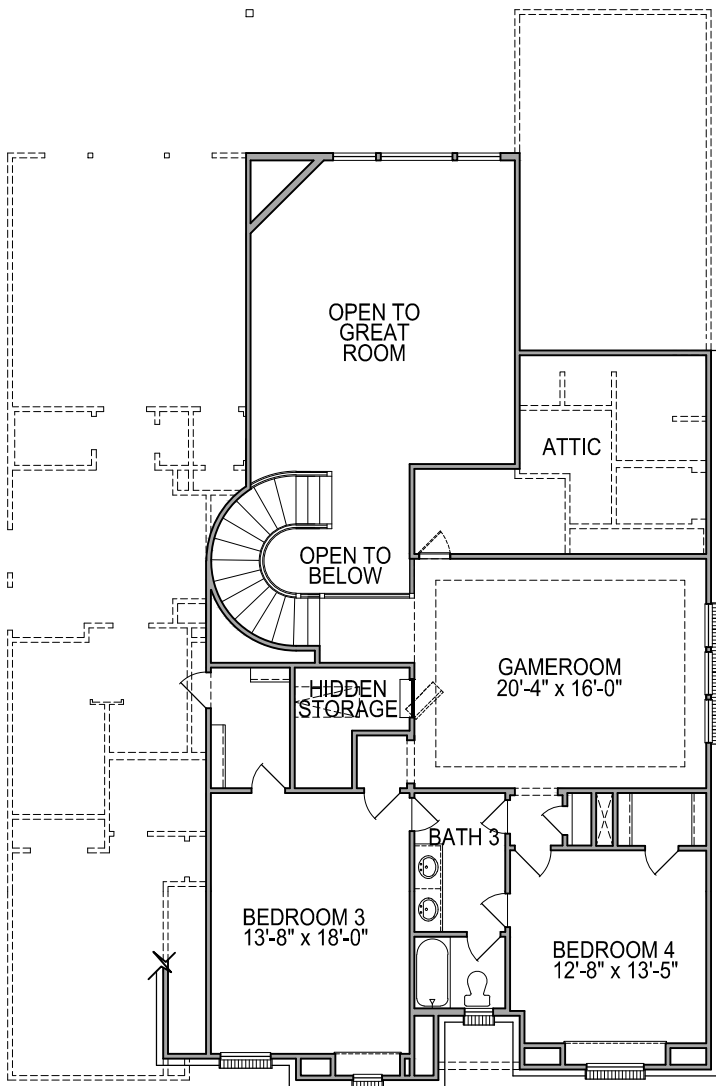 OPEN TO
GREAT
ROOM
ATTIC
OPEN TO
BELOW
GAMEROOM
20'-4" x 16'-0"
HIDDEN
STORAGE
BATH 3
BEDROOM 3
13'-8" x 18'-0"
BEDROOM 4
12'-8" x 13'-5"